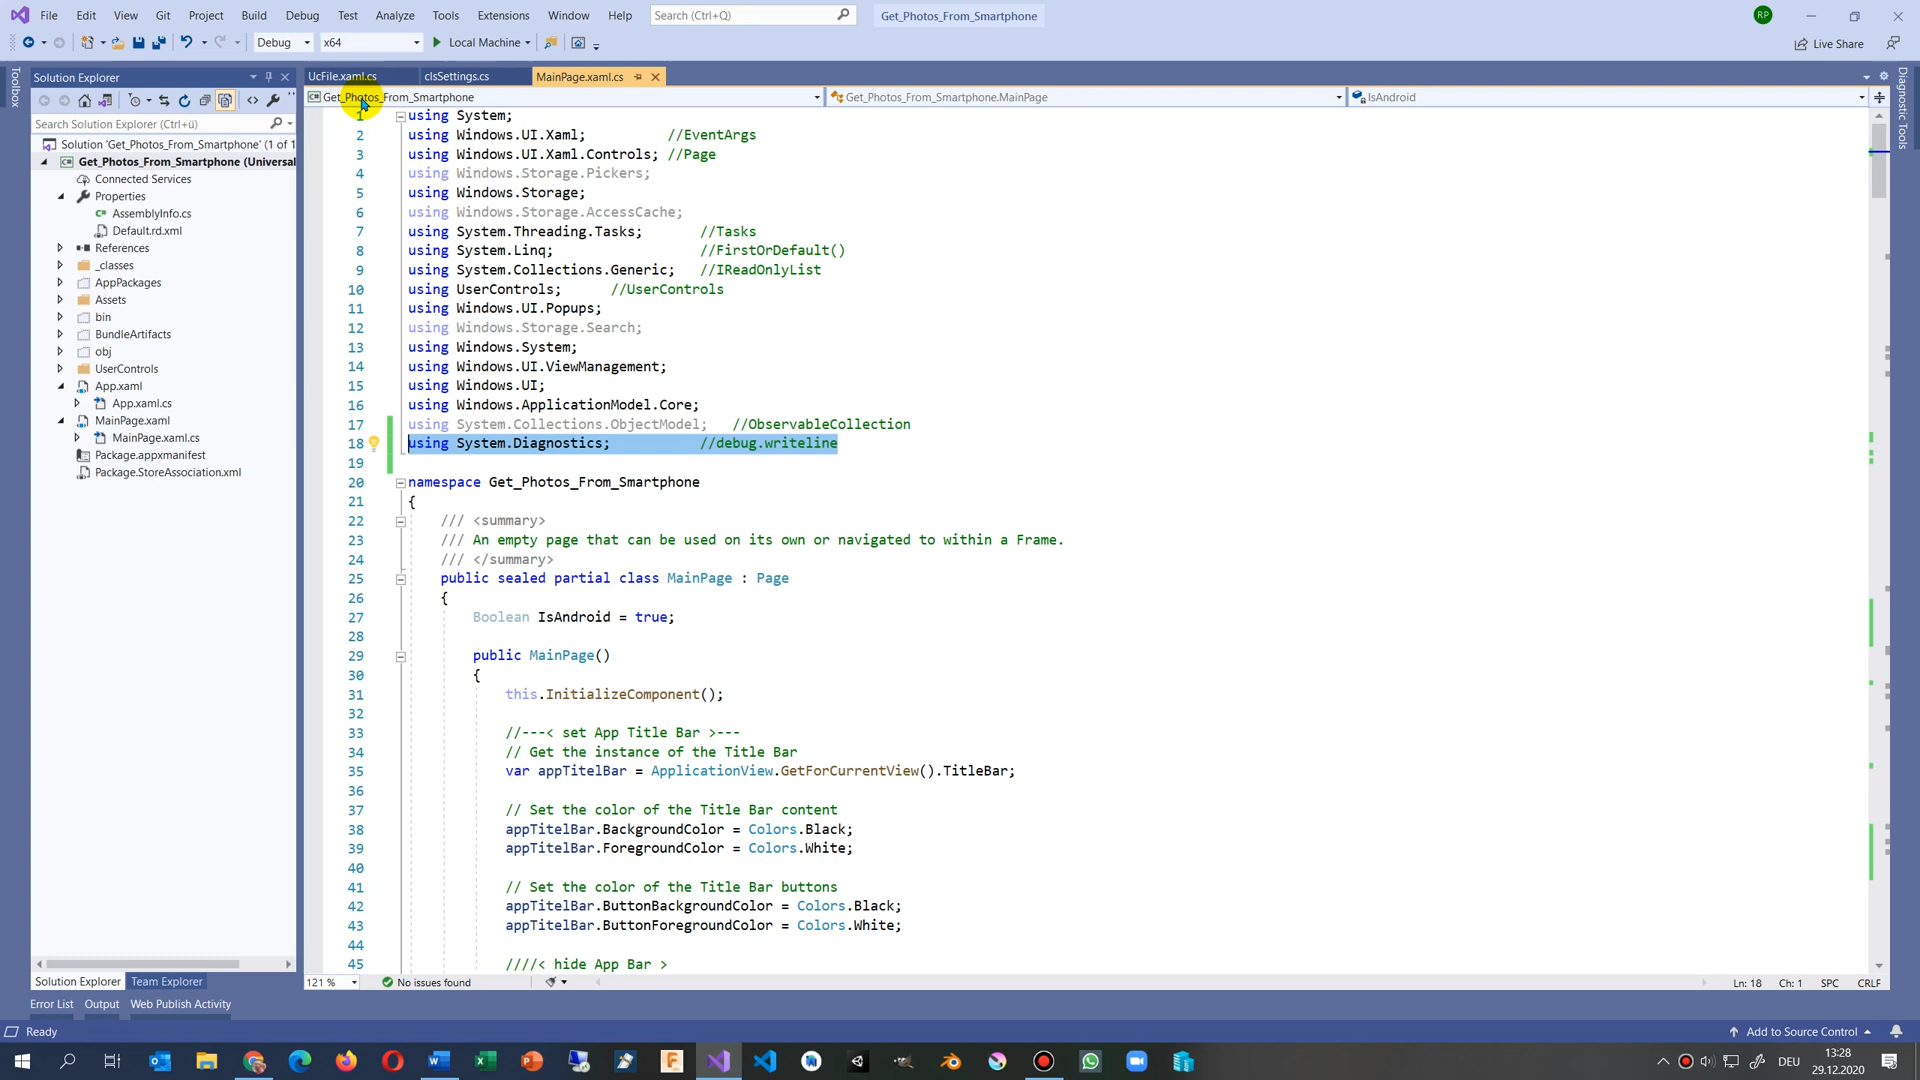 File Edit View Git Project Build Debug Test Analyze Tools Extensions Window Help Search (Ctrl+Q) Get_Photos_From_Smartphone RP
Debug x64 Local Machine Live Share
Toolbox
Solution Explorer
UcFile.xaml.cs clsSettings.cs MainPage.xaml.cs
Get_Photos_From_Smartphone Get_Photos_From_Smartphone.MainPage IsAndroid
Diagnostic Tools
Search Solution Explorer (Ctrl+ü)
Solution 'Get_Photos_From_Smartphone' (1 of 1
Get_Photos_From_Smartphone (Universal
Connected Services
Properties
AssemblyInfo.cs
Default.rd.xml
References
_classes
AppPackages
Assets
bin
BundleArtifacts
obj
UserControls
App.xaml
App.xaml.cs
MainPage.xaml
MainPage.xaml.cs
Package.appxmanifest
Package.StoreAssociation.xml
1 using System;
2 using Windows.UI.Xaml; //EventArgs
3 using Windows.UI.Xaml.Controls; //Page
4 using Windows.Storage.Pickers;
5 using Windows.Storage;
6 using Windows.Storage.AccessCache;
7 using System.Threading.Tasks; //Tasks
8 using System.Linq; //FirstOrDefault()
9 using System.Collections.Generic; //IReadOnlyList
10 using UserControls; //UserControls
11 using Windows.UI.Popups;
12 using Windows.Storage.Search;
13 using Windows.System;
14 using Windows.UI.ViewManagement;
15 using Windows.UI;
16 using Windows.ApplicationModel.Core;
17 using System.Collections.ObjectModel; //ObservableCollection
18 using System.Diagnostics; //debug.writeline
19
20 namespace Get_Photos_From_Smartphone
21 {
22 /// <summary>
23 /// An empty page that can be used on its own or navigated to within a Frame.
24 /// </summary>
25 public sealed partial class MainPage : Page
26 {
27 Boolean IsAndroid = true;
28
29 public MainPage()
30 {
31 this.InitializeComponent();
32
33 //---< set App Title Bar >---
34 // Get the instance of the Title Bar
35 var appTitelBar = ApplicationView.GetForCurrentView().TitleBar;
36
37 // Set the color of the Title Bar content
38 appTitelBar.BackgroundColor = Colors.Black;
39 appTitelBar.ForegroundColor = Colors.White;
40
41 // Set the color of the Title Bar buttons
42 appTitelBar.ButtonBackgroundColor = Colors.Black;
43 appTitelBar.ButtonForegroundColor = Colors.White;
44
45 ////< hide App Bar >
Solution Explorer Team Explorer
121 % No issues found Ln: 18 Ch: 1 SPC CRLF
Error List Output Web Publish Activity
Ready Add to Source Control
DEU 13:28
29.12.2020